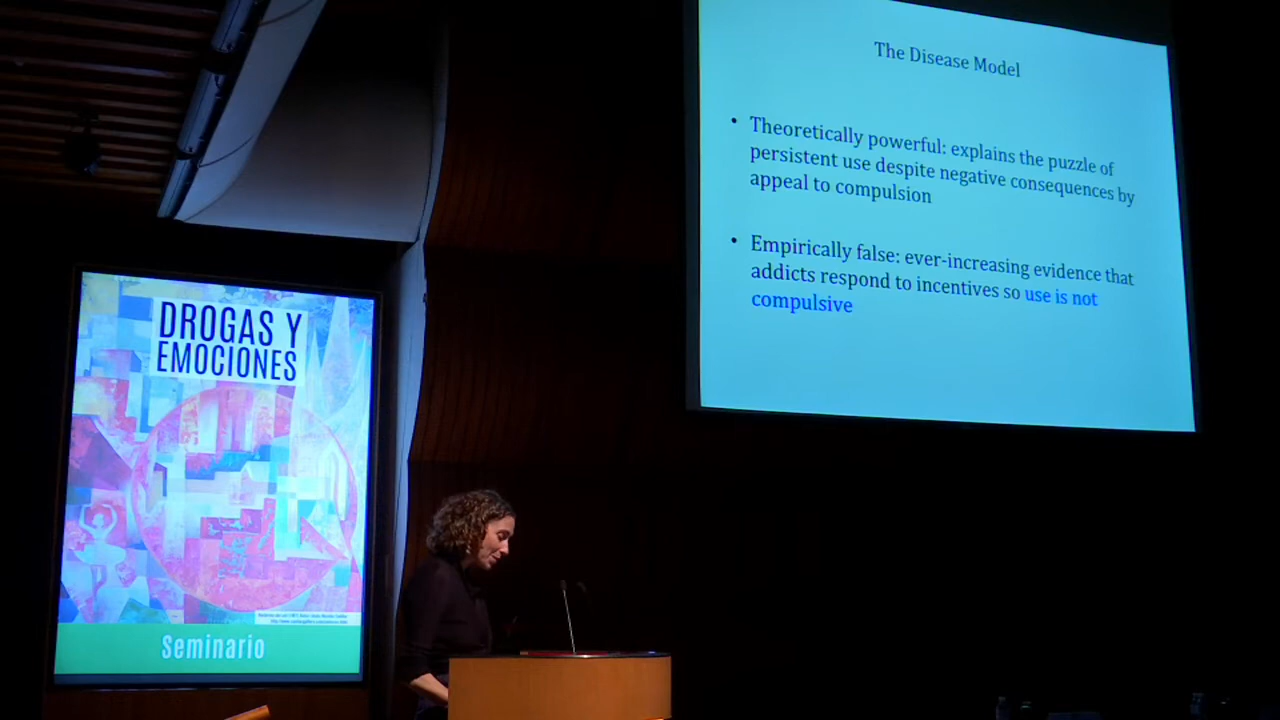 The Disease Model
• Theoretically powerful: explains the puzzle of
persistent use despite negative consequences by
appeal to compulsion
• Empirically false: ever-increasing evidence that
addicts respond to incentives so use is not
compulsive
DROGAS Y
EMOCIONES
Seminario